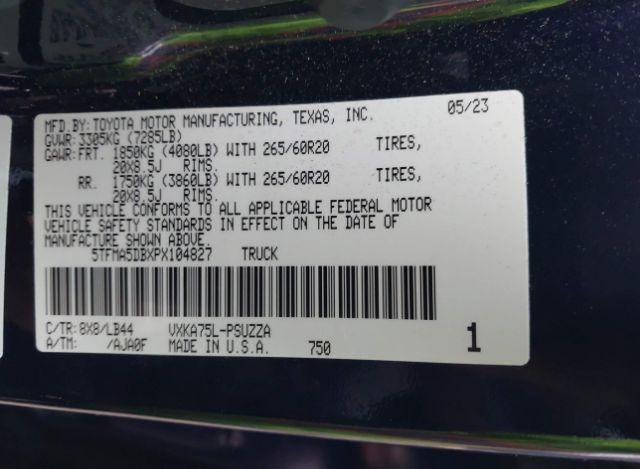 MFD.BY:TOYOTA MOTOR MANUFACTURING, TEXAS, INC. 05/23
GVWR:3305KG (7285LB)
GAWR:FRT. 1850KG (4080LB) WITH 265/60R20 TIRES,
20X8.5J RIMS.
RR. 1750KG (3860LB) WITH 265/60R20 TIRES,
20X8.5J RIMS.
THIS VEHICLE CONFORMS TO ALL APPLICABLE FEDERAL MOTOR
VEHICLE SAFETY STANDARDS IN EFFECT ON THE DATE OF
MANUFACTURE SHOWN ABOVE.
5TFMA5DBXPX104827 TRUCK
C/TR:8X8/LB44 VXKA75L-PSUZZA
A/TM: /AJA0F MADE IN U.S.A. 750 1